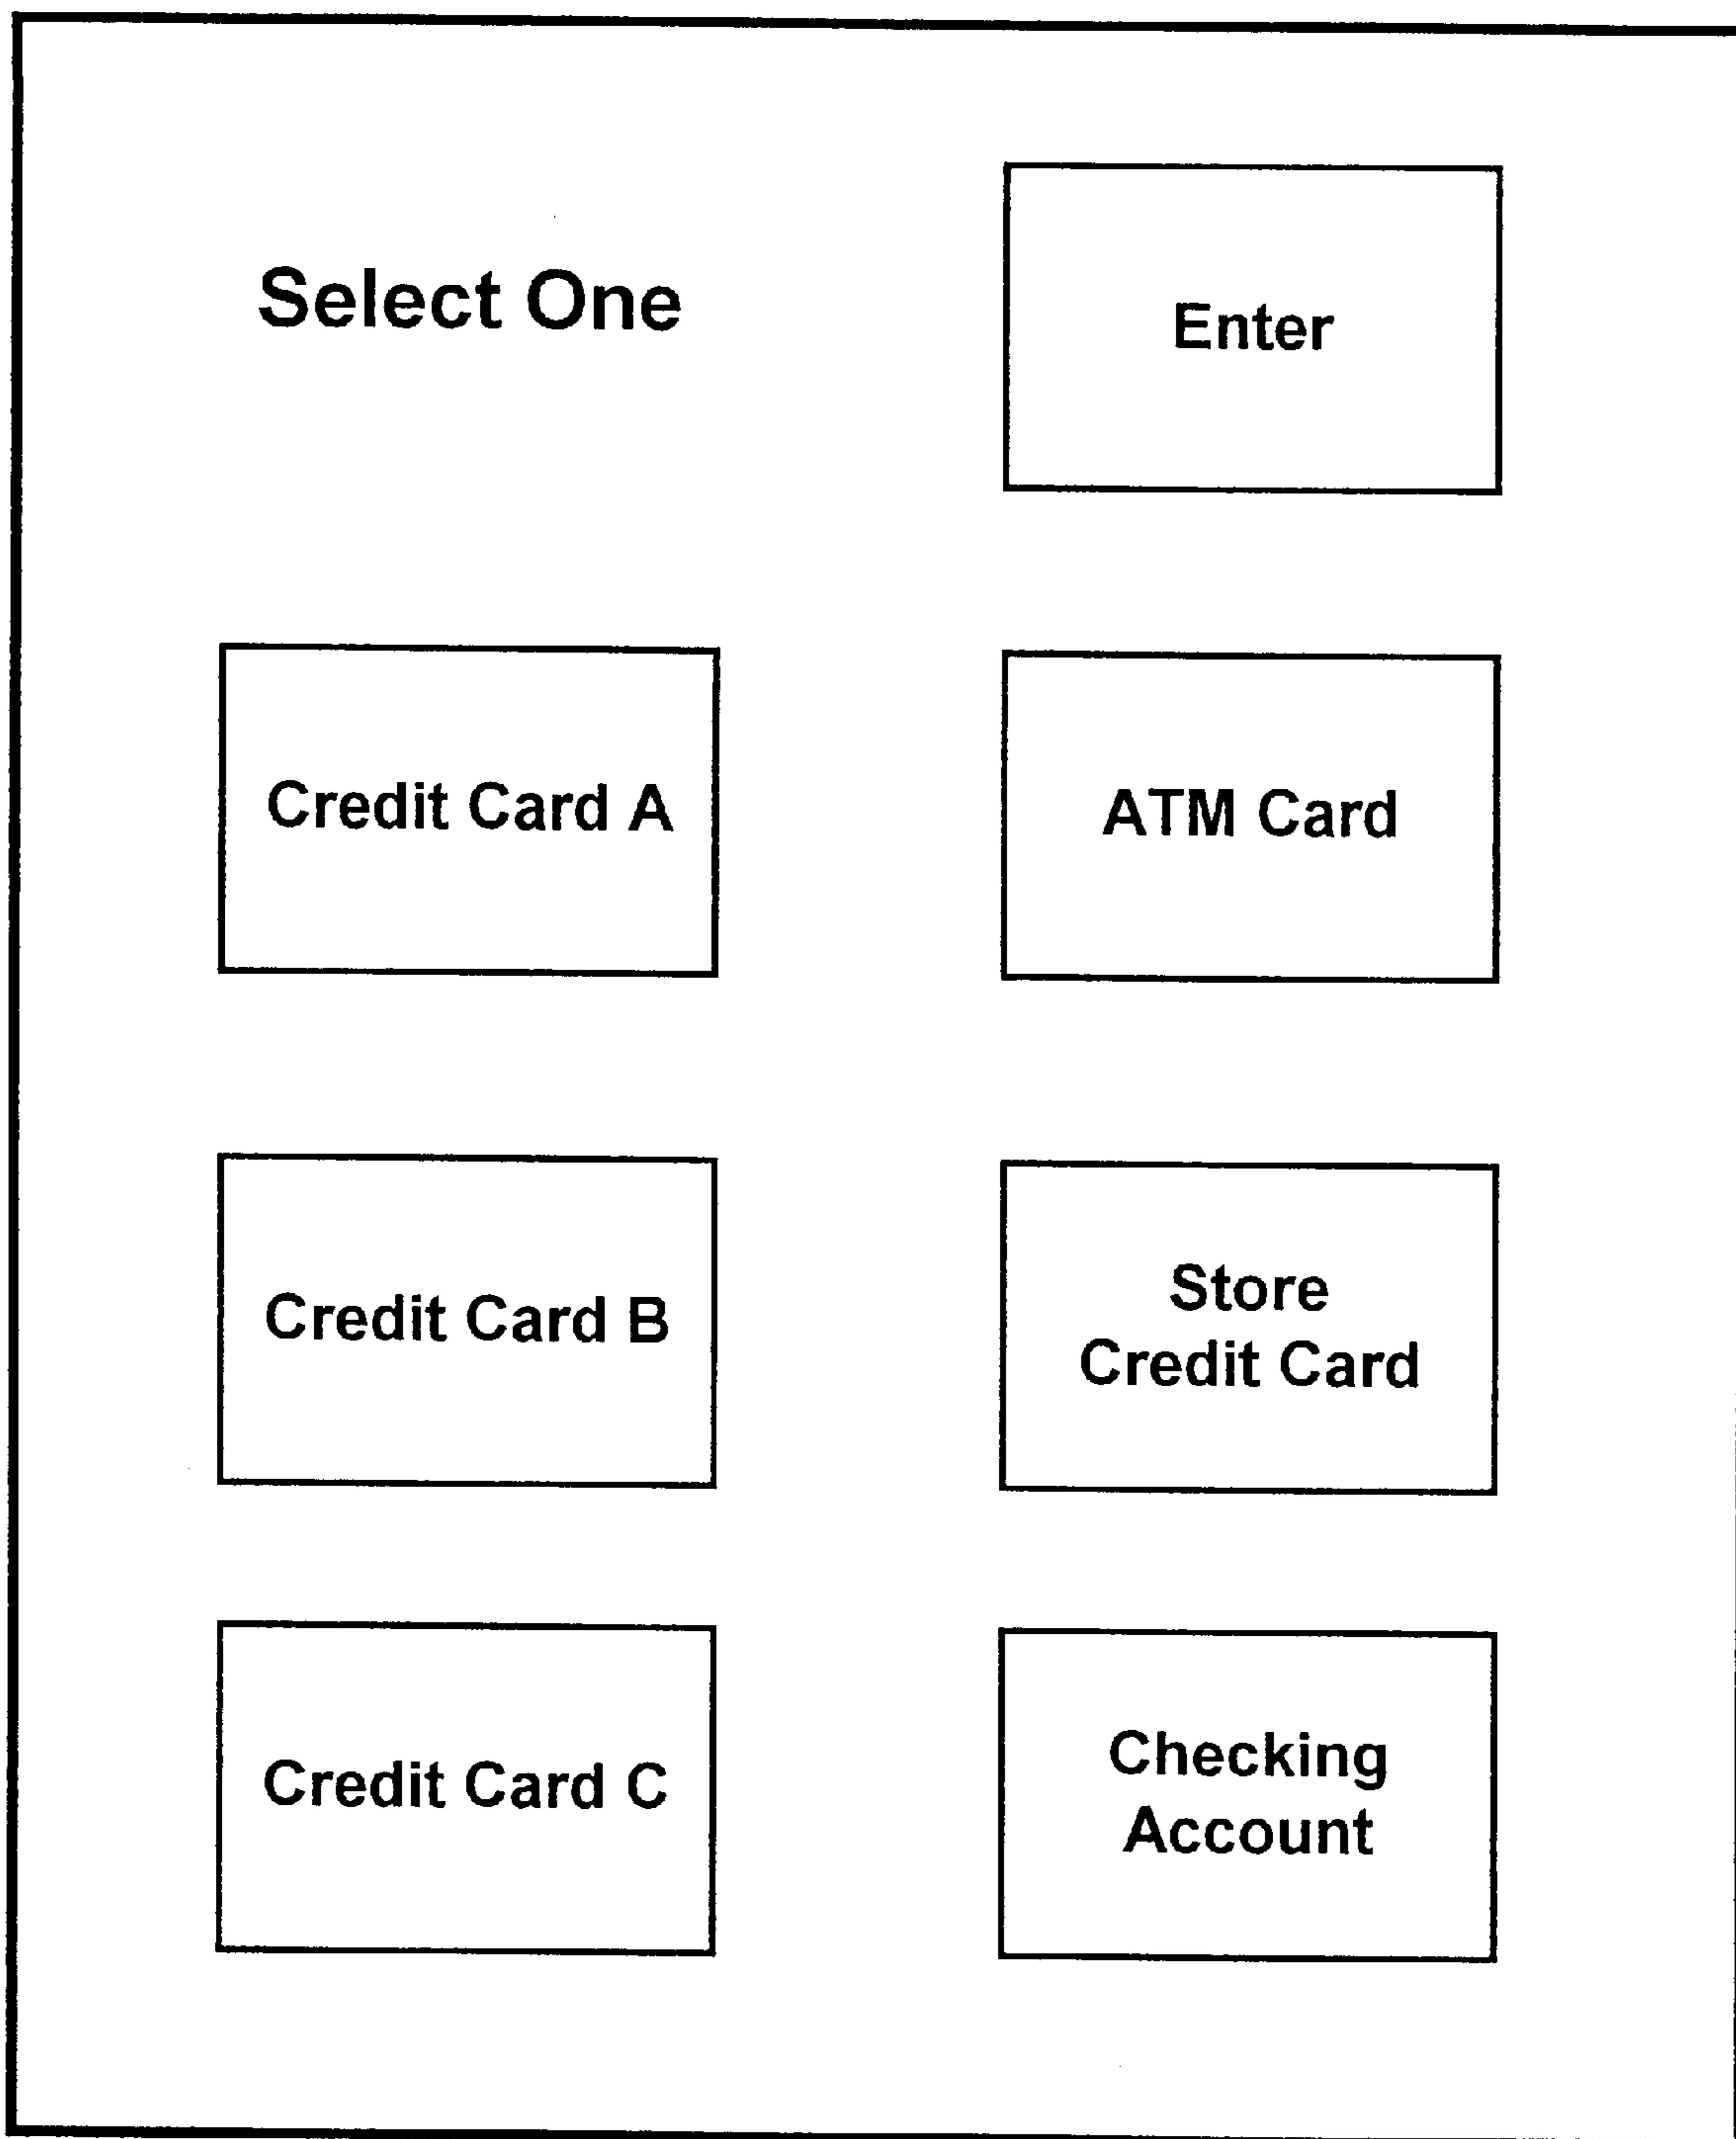 Select One
Enter
Credit Card A
ATM Card
Credit Card B
Store
Credit Card
Credit Card C
Checking
Account